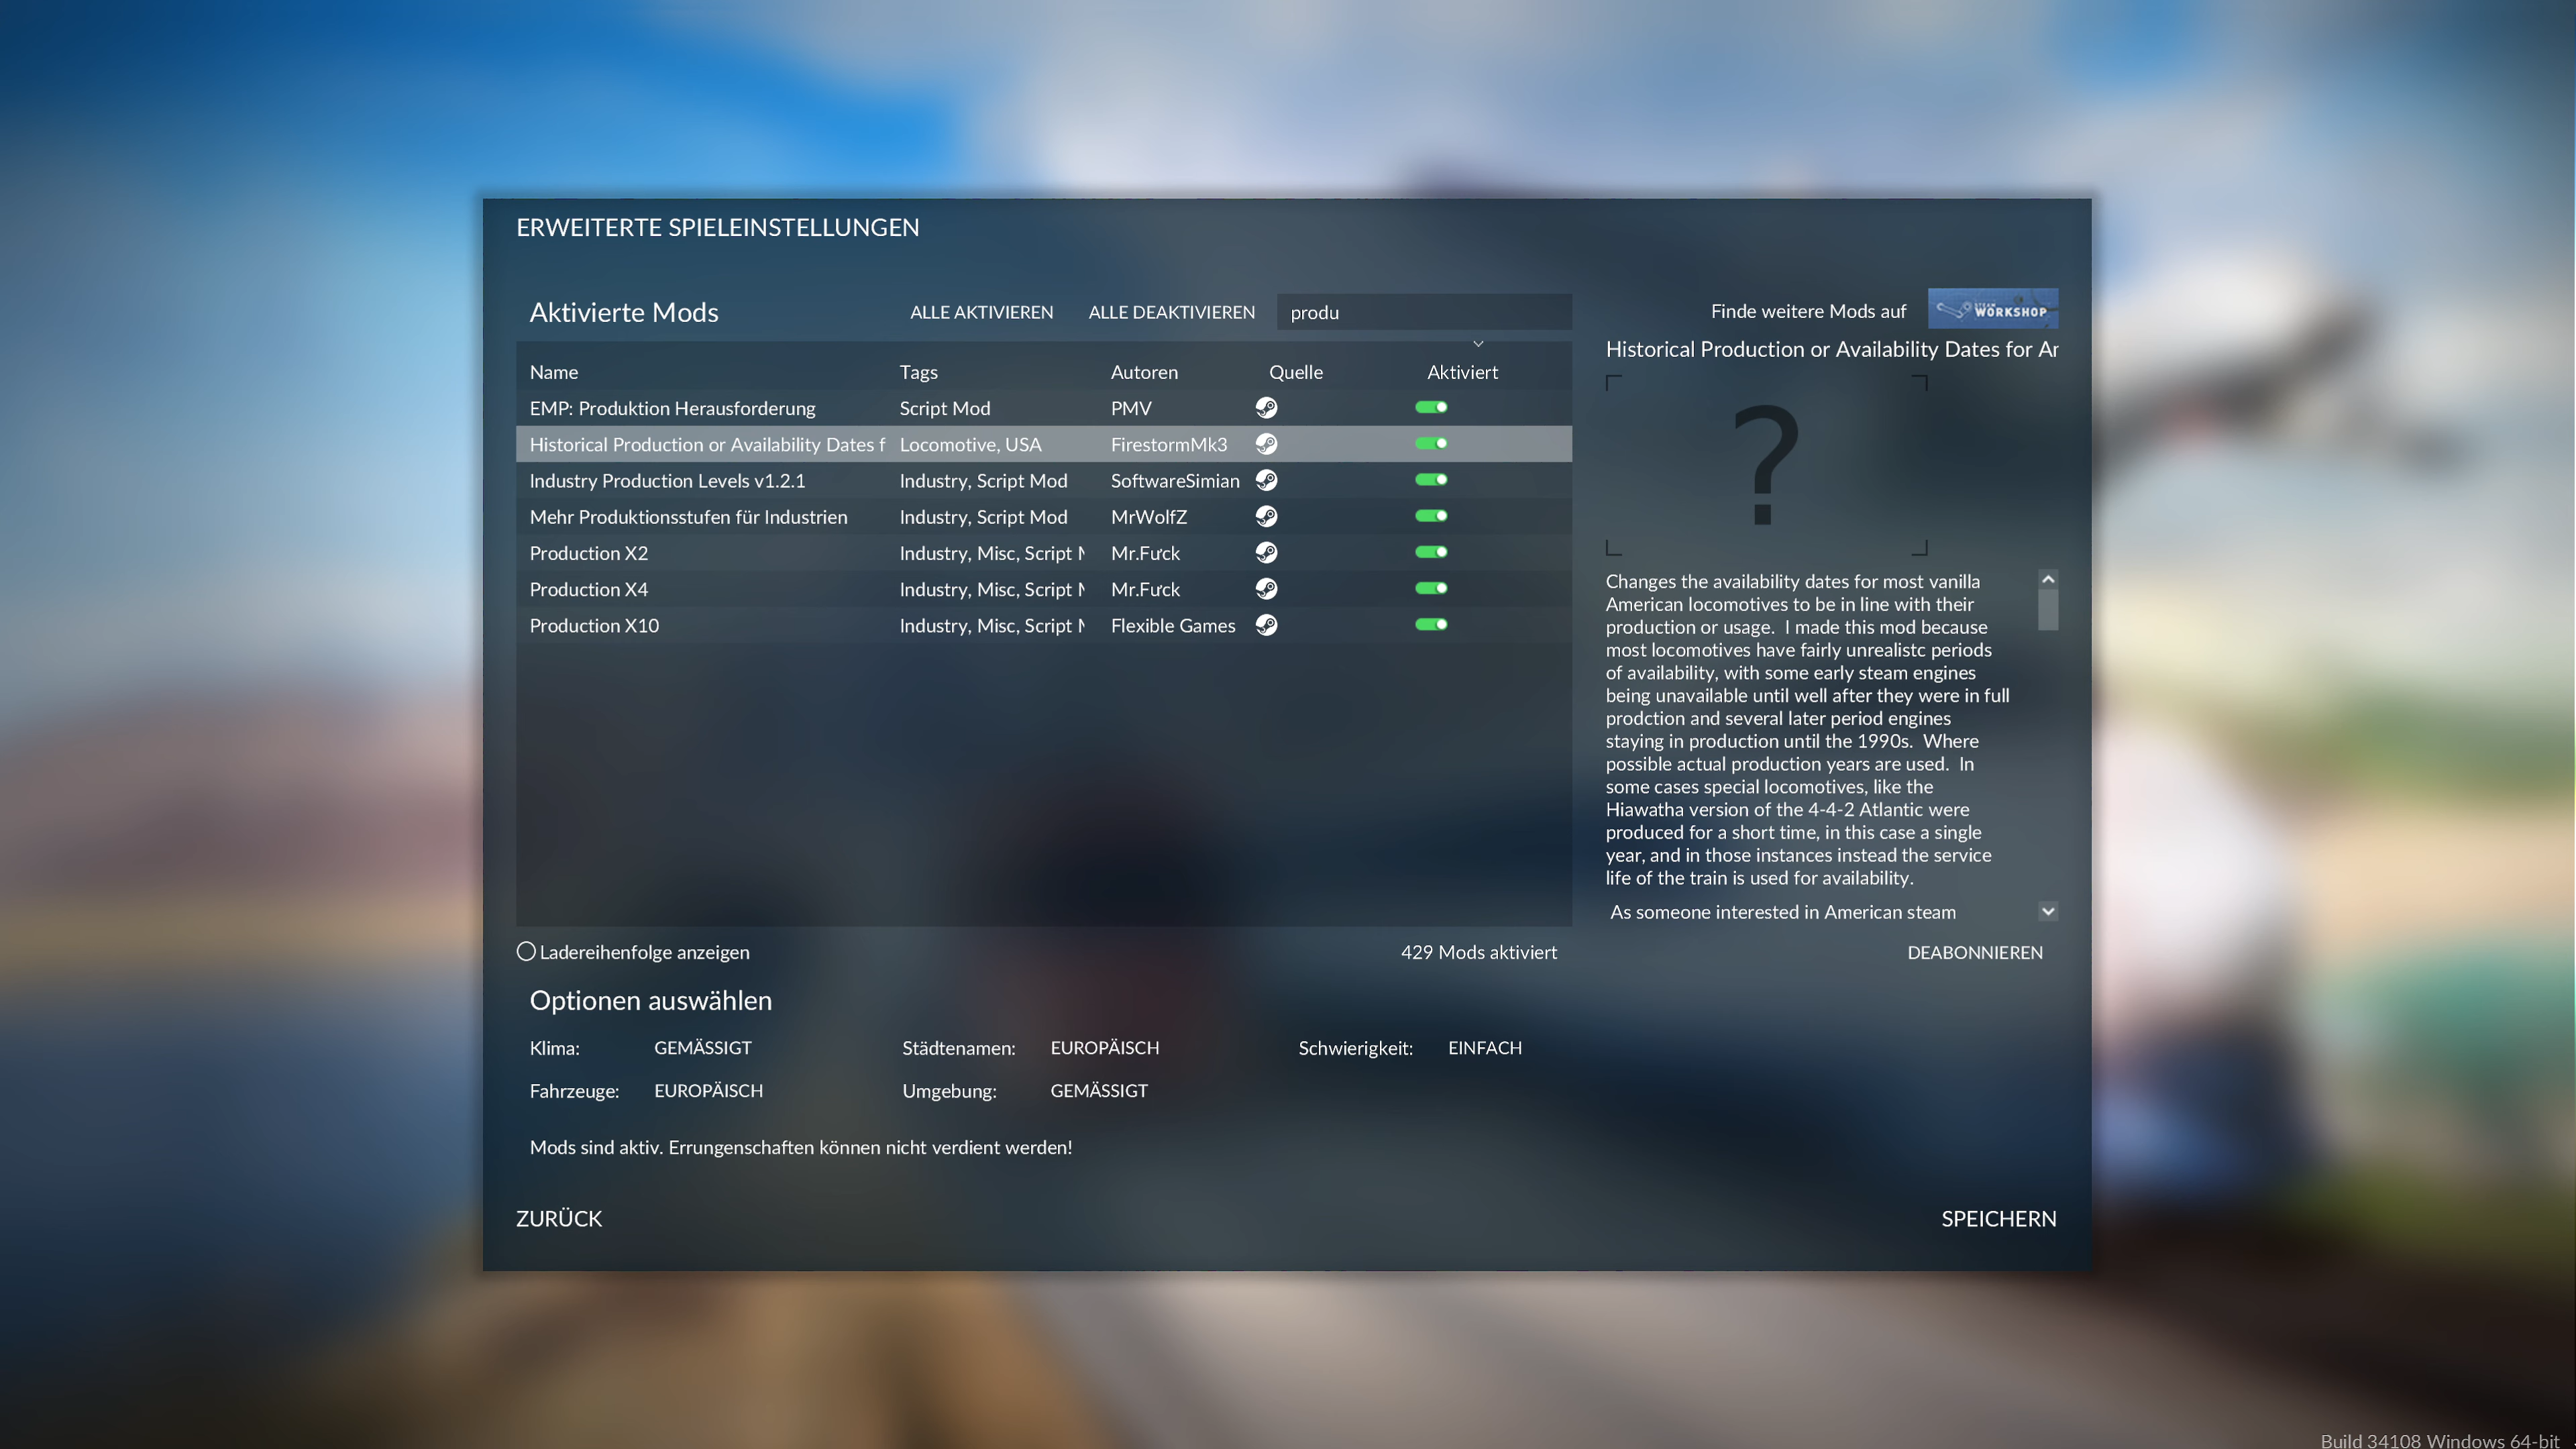 ERWEITERTE SPIELEINSTELLUNGEN
Aktivierte Mods ALLE AKTIVIEREN ALLE DEAKTIVIEREN produ
Name Tags Autoren Quelle Aktiviert
EMP: Produktion Herausforderung Script Mod PMV
Historical Production or Availability Dates f Locomotive, USA FirestormMk3
Industry Production Levels v1.2.1 Industry, Script Mod SoftwareSimian
Mehr Produktionsstufen für Industrien Industry, Script Mod MrWolfZ
Production X2 Industry, Misc, Script Mr.Fu'ck
Production X4 Industry, Misc, Script Mr.Fu'ck
Production X10 Industry, Misc, Script Flexible Games
Ladereihenfolge anzeigen 429 Mods aktiviert
Finde weitere Mods auf STEAM WORKSHOP
Historical Production or Availability Dates for Ar
?
Changes the availability dates for most vanilla
American locomotives to be in line with their
production or usage. I made this mod because
most locomotives have fairly unrealistc periods
of availability, with some early steam engines
being unavailable until well after they were in full
prodction and several later period engines
staying in production until the 1990s. Where
possible actual production years are used. In
some cases special locomotives, like the
Hiawatha version of the 4-4-2 Atlantic were
produced for a short time, in this case a single
year, and in those instances instead the service
life of the train is used for availability.
As someone interested in American steam
DEABONNIEREN
Optionen auswählen
Klima: GEMÄSSIGT Städtenamen: EUROPÄISCH Schwierigkeit: EINFACH
Fahrzeuge: EUROPÄISCH Umgebung: GEMÄSSIGT
Mods sind aktiv. Errungenschaften können nicht verdient werden!
ZURÜCK SPEICHERN
Build 34108 Windows 64-bit